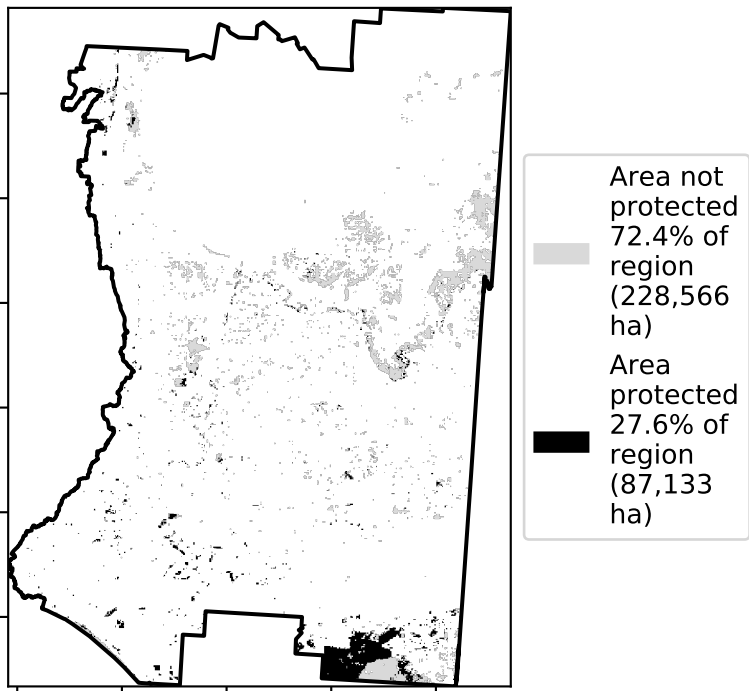 Area not
protected
72.4% of
region
(228,566
ha)
Area
protected
27.6% of
region
(87,133
ha)